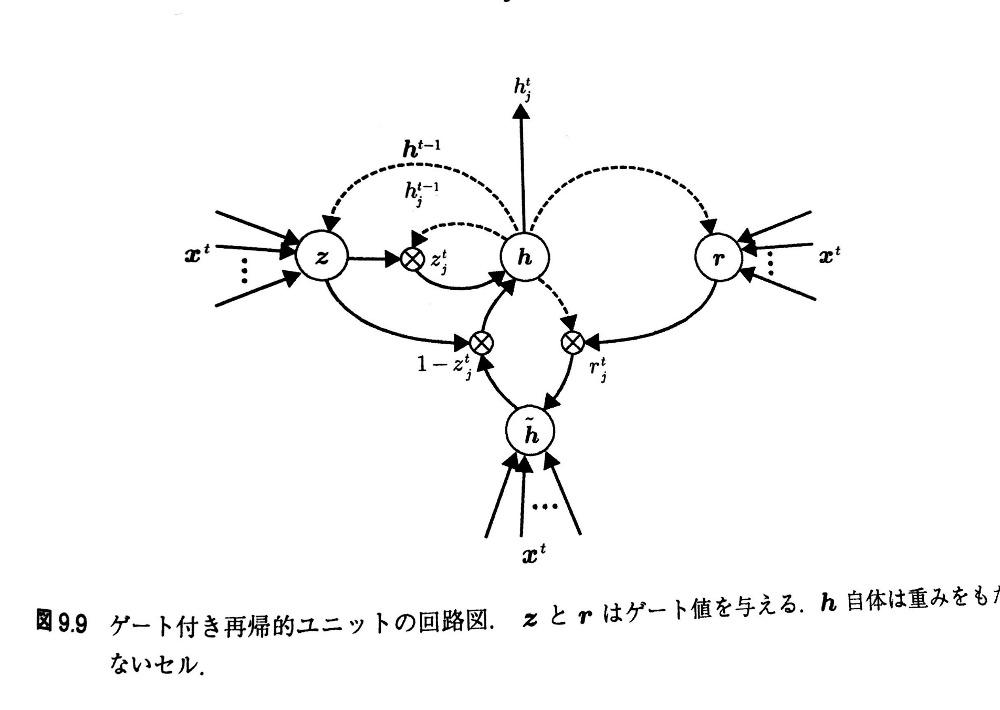 h_j^t
h^{t-1}
h_j^{t-1}
x^t
z
z_j^t
h
r
x^t
1 − z_j^t
r_j^t
h̃
x^t
図 9.9 ゲート付き再帰的ユニットの回路図. z と r はゲート値を与える. h 自体は重みをもた
ないセル.